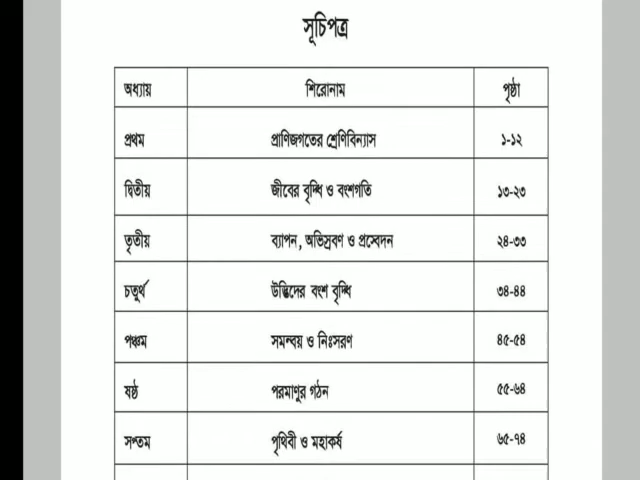 সূচিপত্র
অধ্যায় শিরোনাম পৃষ্ঠা
প্রথম প্রাণিজগতের শ্রেণিবিন্যাস ১-১২
দ্বিতীয় জীবের বৃদ্ধি ও বংশগতি ১৩-২৩
তৃতীয় ব্যাপন, অভিস্রবণ ও প্রস্বেদন ২৪-৩৩
চতুর্থ উদ্ভিদের বংশ বৃদ্ধি ৩৪-৪৪
পঞ্চম সমন্বয় ও নিঃসরণ ৪৫-৫৪
ষষ্ঠ পরমাণুর গঠন ৫৫-৬৪
সপ্তম পৃথিবী ও মহাকর্ষ ৬৫-৭৪